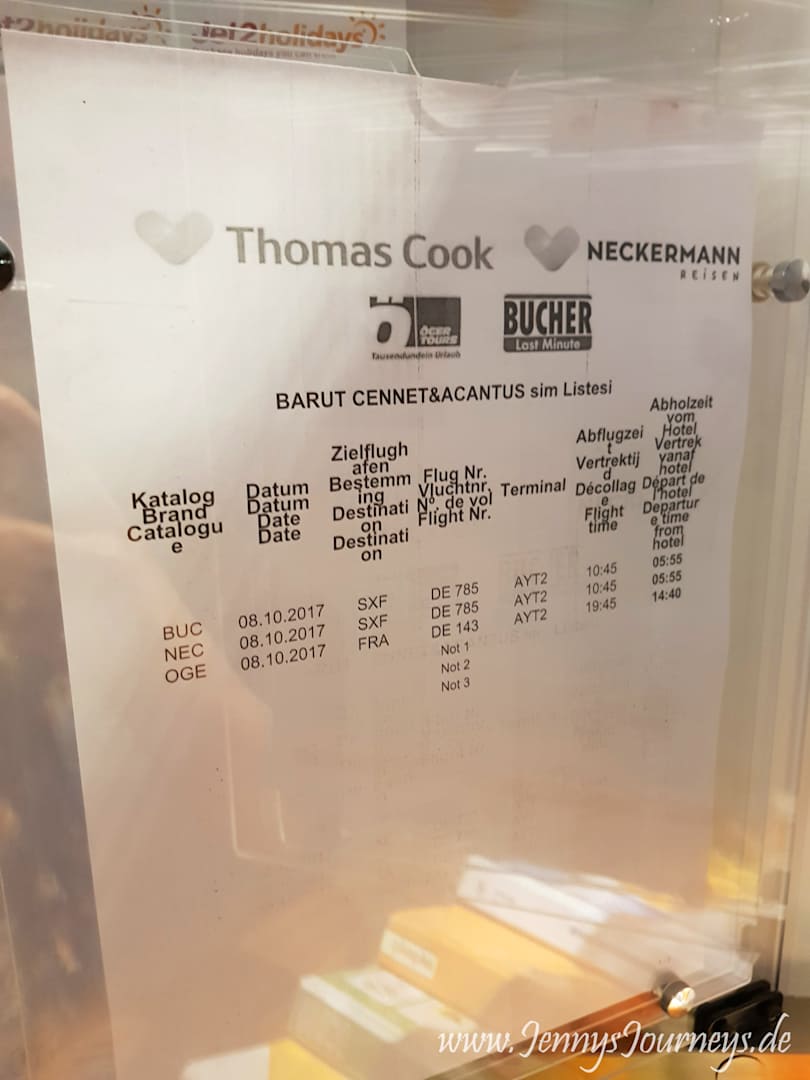 Jet2holidays
Thomas Cook
NECKERMANN
REISEN
ÖGER
TOURS
Tausendundein Urlaub
BUCHER
Last Minute
BARUT CENNET&ACANTUS sim Listesi
Katalog
Brand
Catalogu
e
Datum
Datum
Date
Date
Zielflugh
afen
Bestemm
ing
Destinati
on
Destinati
on
Flug Nr.
Vluchtnr.
N°. de vol
Flight Nr.
Terminal
Abflugzei
t
Vertrektij
d
Décollag
e
Flight
time
Abholzeit
vom
Hotel
Vertrek
vanaf
hotel
Départ de
l'hotel
Departur
e time
from
hotel
BUC 08.10.2017 SXF DE 785 AYT2 10:45 05:55
NEC 08.10.2017 SXF DE 785 AYT2 10:45 05:55
OGE 08.10.2017 FRA DE 143 AYT2 19:45 14:40
Not 1
Not 2
Not 3
www.JennysJourneys.de